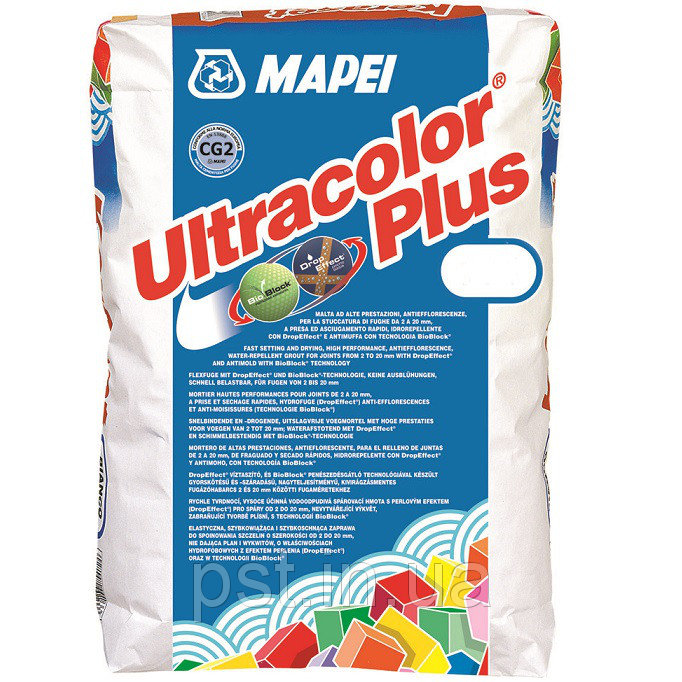 MAPEI
CG2
MAPEI
Ultracolor®
Plus
BioBlock
DropEffect
MALTA AD ALTE PRESTAZIONI, ANTIEFFLORESCENZE,
PER LA STUCCATURA DI FUGHE DA 2 A 20 mm,
A PRESA ED ASCIUGAMENTO RAPIDI, IDROREPELLENTE
CON DropEffect® E ANTIMUFFA CON TECNOLOGIA BioBlock®
FAST SETTING AND DRYING, HIGH PERFORMANCE, ANTIEFFLORESCENCE,
WATER-REPELLENT GROUT FOR JOINTS FROM 2 TO 20 mm WITH DropEffect®
AND ANTIMOLD WITH BioBlock® TECHNOLOGY
FLEXFUGE MIT DropEffect® UND BioBlock®-TECHNOLOGIE, KEINE AUSBLÜHUNGEN,
SCHNELL BELASTBAR, FÜR FUGEN VON 2 BIS 20 mm
MORTIER HAUTES PERFORMANCES POUR JOINTS DE 2 A 20 mm,
A PRISE ET SECHAGE RAPIDES, HYDROFUGE (DropEffect®) ANTI-EFFLORESCENCES
ET ANTI-MOISISSURES (TECHNOLOGIE BioBlock®)
SNELBINDENDE EN -DROGENDE, UITSLAGVRIJE VOEGMORTEL MET HOGE PRESTATIES
VOOR VOEGEN VAN 2 TOT 20 mm; WATERAFSTOTEND MET DropEffect®
EN SCHIMMELBESTENDIG MET BioBlock®-TECHNOLOGIE
MORTERO DE ALTAS PRESTACIONES, ANTIEFLORESCENTE, PARA EL RELLENO DE JUNTAS
DE 2 A 20 mm, DE FRAGUADO Y SECADO RÁPIDOS, HIDROREPELENTE CON DropEffect®
Y ANTIMOHO, CON TECNOLOGÍA BioBlock®
DropEffect® VÍZTASZÍTÓ, ÉS BioBlock® PENÉSZEDÉSGÁTLÓ TECHNOLÓGIÁVAL KÉSZÜLT
GYORSKÖTÉSŰ ÉS -SZÁRADÁSÚ, NAGYTELJESÍTMÉNYŰ, KIVIRÁGZÁSMENTES
FUGÁZÓHABARCS 2 ÉS 20 mm KÖZÖTTI FUGAMÉRETEKHEZ
RYCHLE TVRDNOUCÍ, VYSOCE ÚČINNÁ VODOODPUDIVÁ SPÁROVACÍ HMOTA S PERLOVÝM EFEKTEM
(DropEffect®) PRO SPÁRY OD 2 DO 20 mm, NEVYTVÁŘEJÍCÍ VÝKVĚT,
ZABRAŇUJÍCÍ TVORBĚ PLÍSNÍ, S TECHNOLOGIÍ BioBlock®
ELASTYCZNA, SZYBKOWIĄŻĄCA I SZYBKOSCHNĄCA ZAPRAWA
DO SPOINOWANIA SZCZELIN O SZEROKOŚCI OD 2 DO 20 mm,
NIE DAJĄCA PLAM I WYKWITÓW, O WŁAŚCIWOŚCIACH
HYDROFOBOWYCH Z EFEKTEM PERLENIA (DropEffect®)
ORAZ W TECHNOLOGII BioBlock®
pst.in.ua
BIANCO